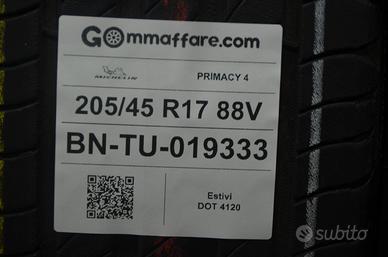 GOmmaffare.com
MICHELIN
PRIMACY 4
205/45 R17 88V
BN-TU-019333
Estivi
DOT 4120
subito